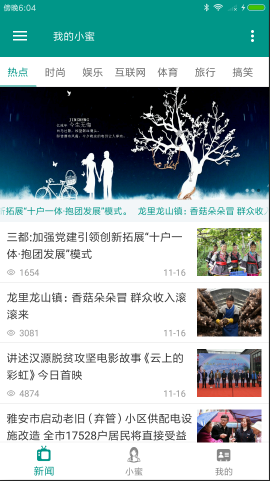 傍晚6:04
我的小蜜
热点 时尚 娱乐 互联网 体育 旅行 搞笑
今生无悔
新拓展“十户一体·抱团发展”模式。 龙里龙山镇：香菇朵朵冒 群众收入
三都:加强党建引领创新拓展“十户一
体·抱团发展”模式
1654 11-16
龙里龙山镇：香菇朵朵冒 群众收入滚
滚来
3081 11-16
讲述汉源脱贫攻坚电影故事《云上的
彩虹》今日首映
4874 11-16
雅安市启动老旧（弃管）小区供配电设
施改造 全市17528户居民将直接受益
新闻 小蜜 我的